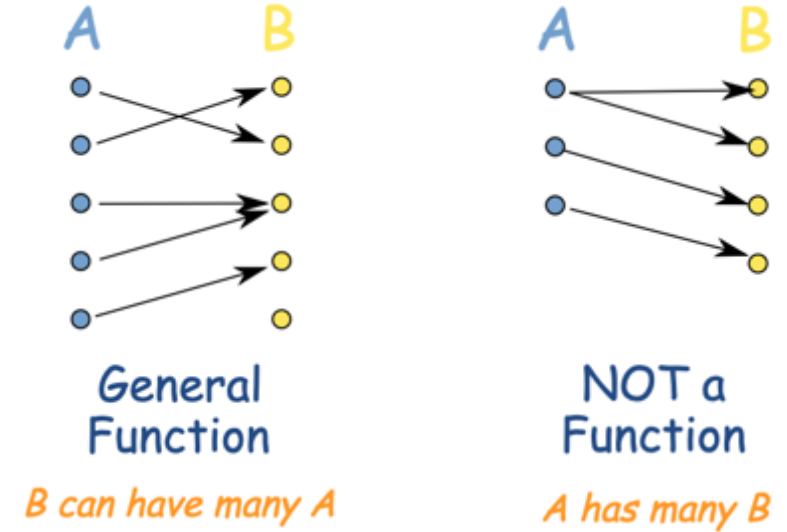 A B
A B
General
Function
B can have many A
NOT a
Function
A has many B